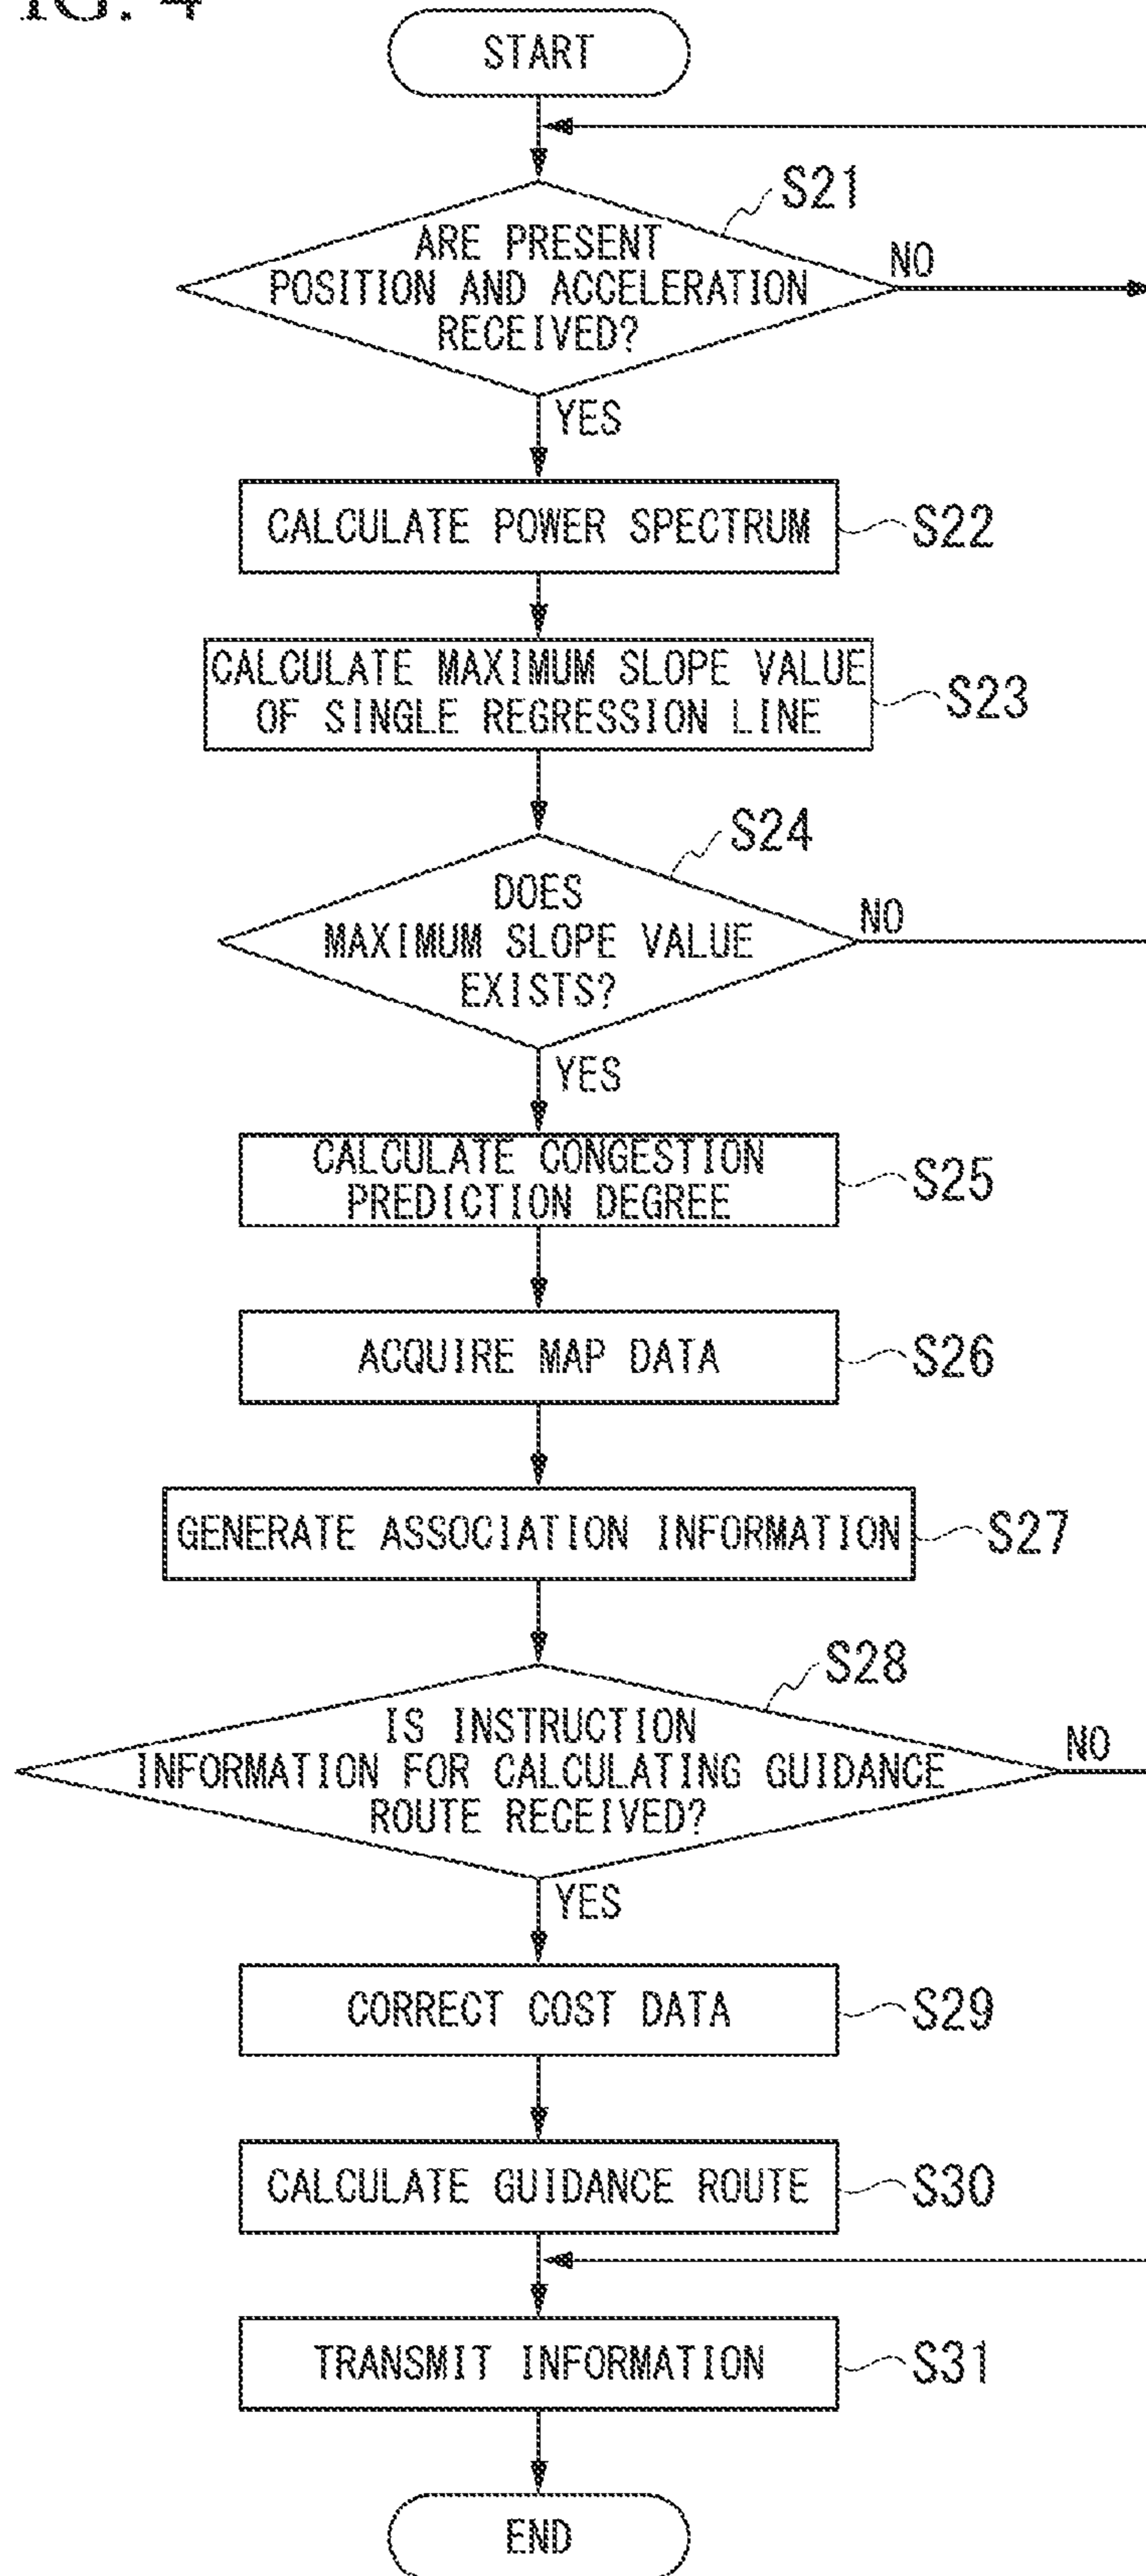 FIG. 4
START
S21
ARE PRESENT
POSITION AND ACCELERATION
RECEIVED?
NO
YES
CALCULATE POWER SPECTRUM
S22
CALCULATE MAXIMUM SLOPE VALUE
OF SINGLE REGRESSION LINE
S23
S24
DOES
MAXIMUM SLOPE VALUE
EXISTS?
NO
YES
CALCULATE CONGESTION
PREDICTION DEGREE
S25
ACQUIRE MAP DATA
S26
GENERATE ASSOCIATION INFORMATION
S27
S28
IS INSTRUCTION
INFORMATION FOR CALCULATING GUIDANCE
ROUTE RECEIVED?
NO
YES
CORRECT COST DATA
S29
CALCULATE GUIDANCE ROUTE
S30
TRANSMIT INFORMATION
S31
END